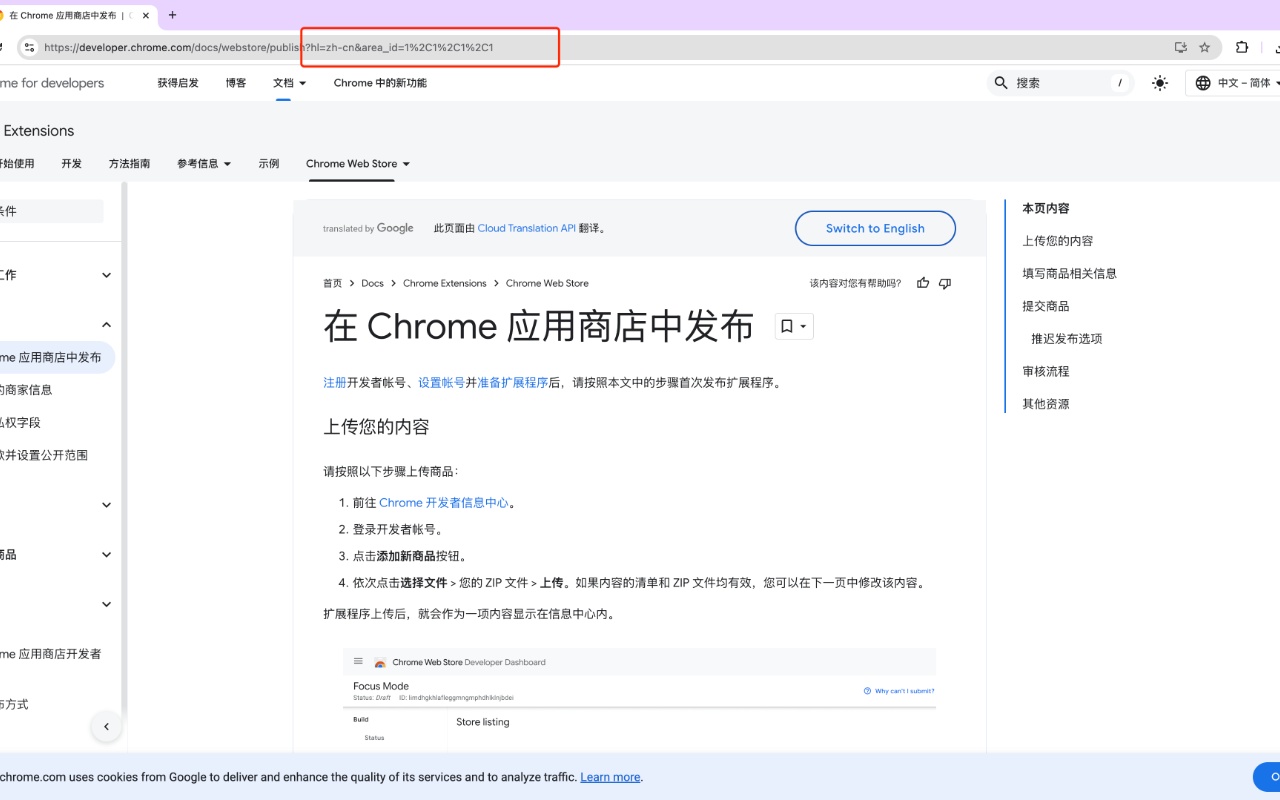 在 Chrome 应用商店中发布 |
https://developer.chrome.com/docs/webstore/publish?hl=zh-cn&area_id=1%2C1%2C1%2C1
me for developers
获得启发
博客
文档
Chrome 中的新功能
搜索
/
中文 – 简体
Extensions
开始使用
开发
方法指南
参考信息
示例
Chrome Web Store
条件
工作
me 应用商店中发布
的商家信息
私权字段
款并设置公开范围
商品
me 应用商店开发者
布方式
translated by Google
此页面由 Cloud Translation API 翻译。
Switch to English
首页 > Docs > Chrome Extensions > Chrome Web Store
该内容对您有帮助吗?
在 Chrome 应用商店中发布
注册开发者帐号、设置帐号并准备扩展程序后，请按照本文中的步骤首次发布扩展程序。
上传您的内容
请按照以下步骤上传商品：
1. 前往 Chrome 开发者信息中心。
2. 登录开发者帐号。
3. 点击添加新商品按钮。
4. 依次点击选择文件 > 您的 ZIP 文件 > 上传。如果内容的清单和 ZIP 文件均有效，您可以在下一页中修改该内容。
扩展程序上传后，就会作为一项内容显示在信息中心内。
Chrome Web Store Developer Dashboard
Focus Mode
Status: Draft
Why can't I submit?
Build
Store listing
Status
本页内容
上传您的内容
填写商品相关信息
提交商品
推迟发布选项
审核流程
其他资源
chrome.com uses cookies from Google to deliver and enhance the quality of its services and to analyze traffic. Learn more.